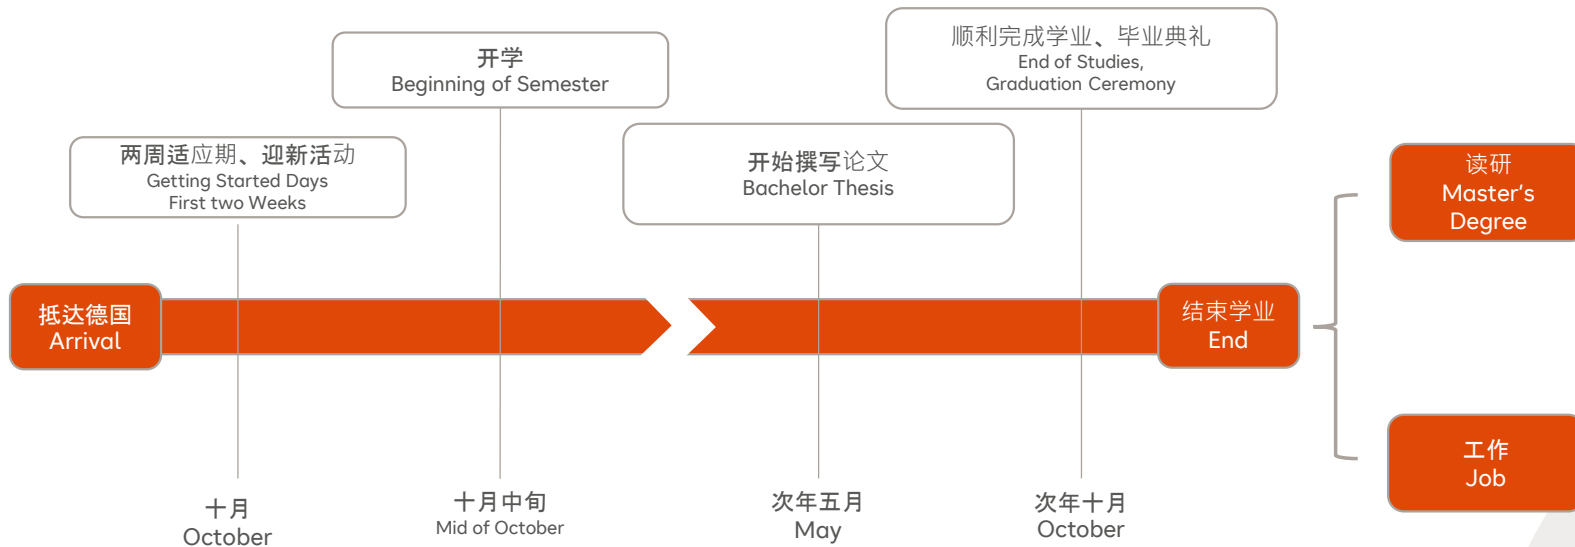 顺利完成学业、毕业典礼
End of Studies,
Graduation Ceremony
开学
Beginning of Semester
两周适应期、迎新活动
Getting Started Days
First two Weeks
开始撰写论文
Bachelor Thesis
读研
Master's
Degree
抵达德国
Arrival
结束学业
End
工作
Job
十月
October
十月中旬
Mid of October
次年五月
May
次年十月
October